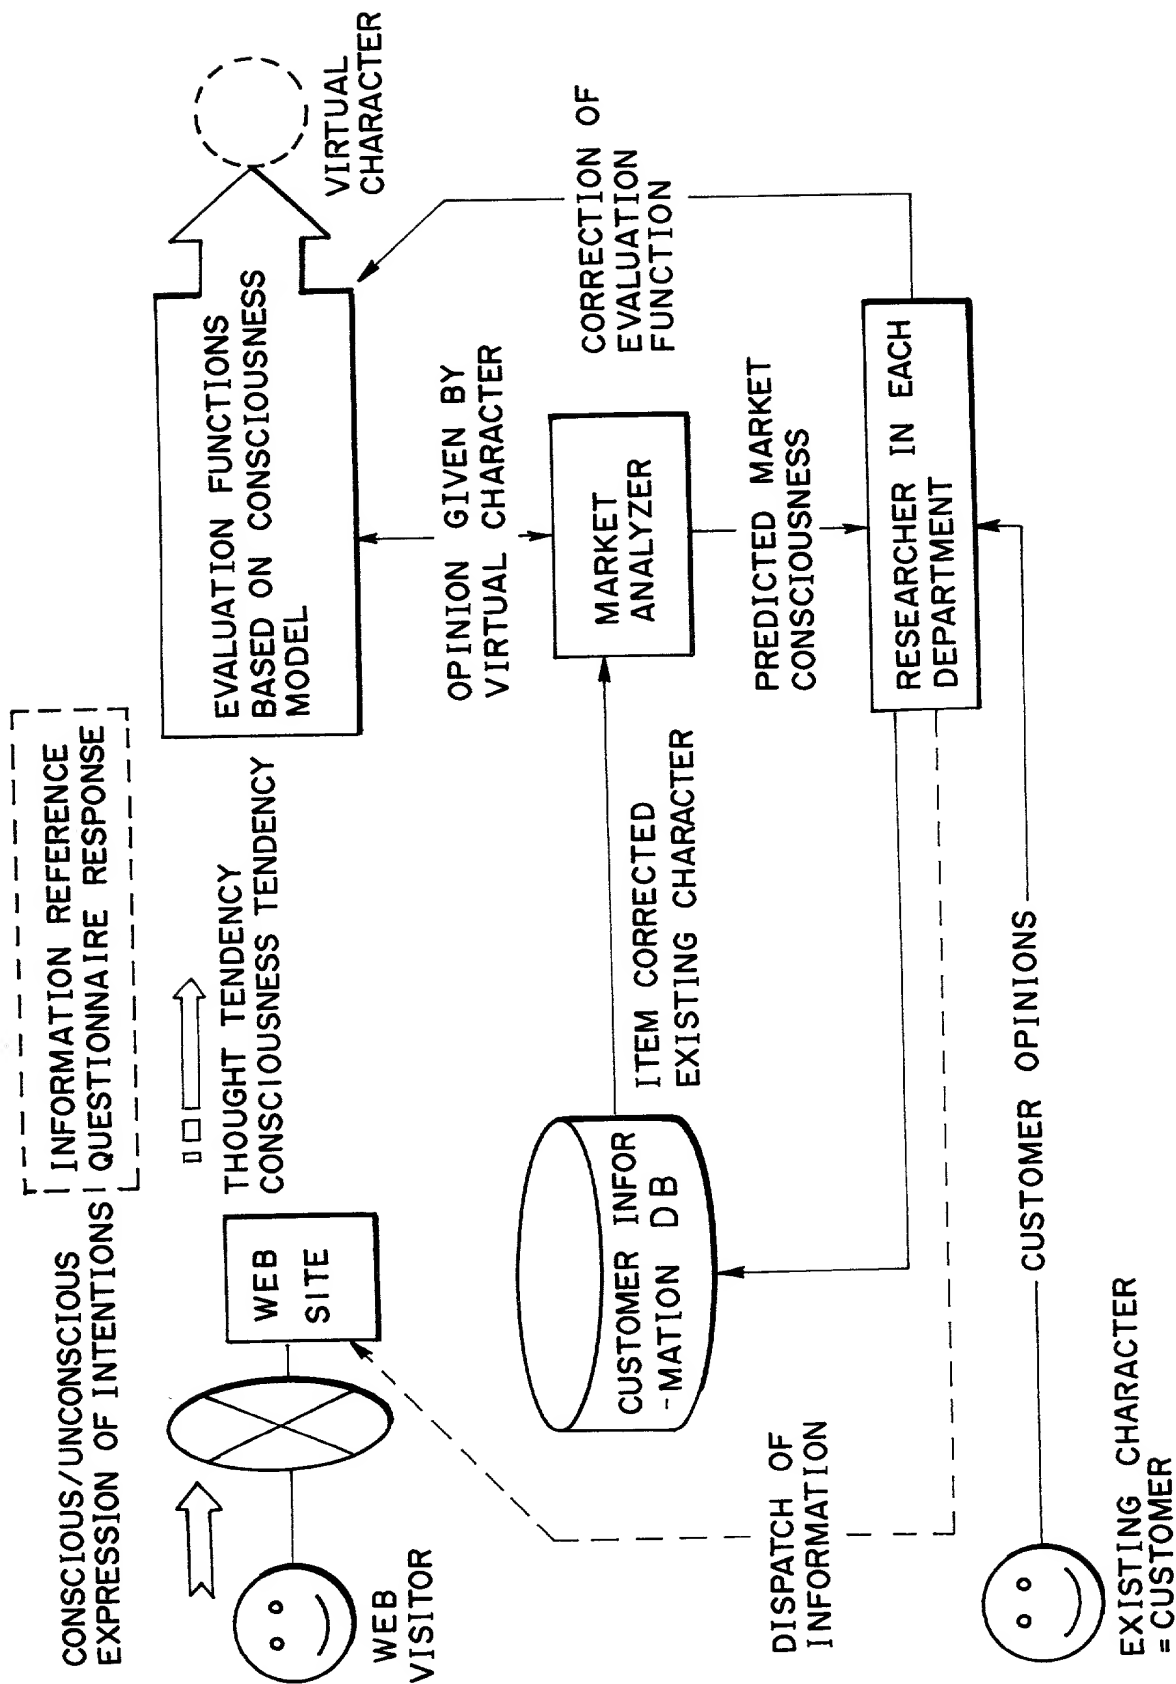 CONSCIOUS/UNCONSCIOUS
EXPRESSION OF INTENTIONS
INFORMATION REFERENCE
QUESTIONNAIRE RESPONSE
WEB
VISITOR
WEB
SITE
THOUGHT TENDENCY
CONSCIOUSNESS TENDENCY
EVALUATION FUNCTIONS
BASED ON CONSCIOUSNESS
MODEL
VIRTUAL
CHARACTER
OPINION GIVEN BY
VIRTUAL CHARACTER
CUSTOMER INFOR
-MATION DB
ITEM CORRECTED
EXISTING CHARACTER
MARKET
ANALYZER
CORRECTION OF
EVALUATION
FUNCTION
PREDICTED MARKET
CONSCIOUSNESS
DISPATCH OF
INFORMATION
RESEARCHER IN EACH
DEPARTMENT
CUSTOMER OPINIONS
EXISTING CHARACTER
=CUSTOMER